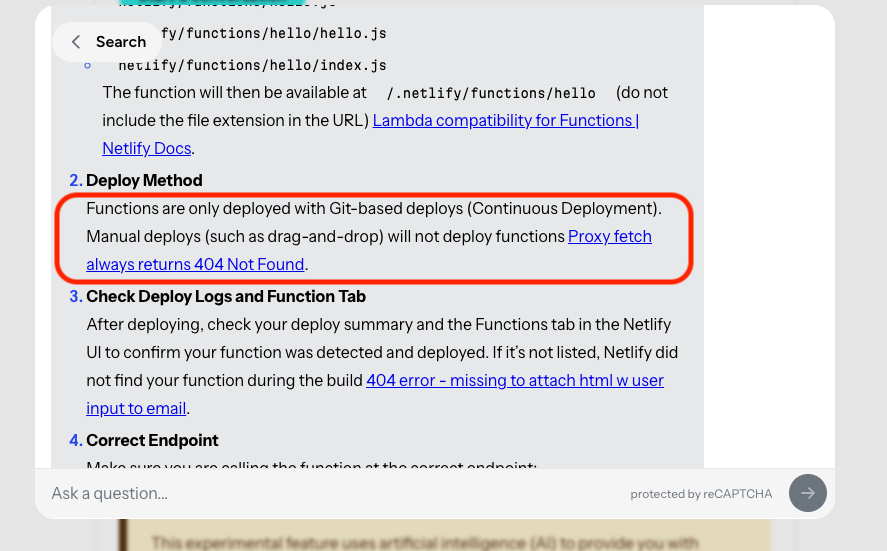 netlify/functions/hello.js
Search
fy/functions/hello/hello.js
netlify/functions/hello/index.js
The function will then be available at /.netlify/functions/hello (do not
include the file extension in the URL) Lambda compatibility for Functions |
Netlify Docs.
2. Deploy Method
Functions are only deployed with Git-based deploys (Continuous Deployment).
Manual deploys (such as drag-and-drop) will not deploy functions Proxy fetch
always returns 404 Not Found.
3. Check Deploy Logs and Function Tab
After deploying, check your deploy summary and the Functions tab in the Netlify
UI to confirm your function was detected and deployed. If it's not listed, Netlify did
not find your function during the build 404 error - missing to attach html w user
input to email.
4. Correct Endpoint
Make sure you are calling the function at the correct endpoint:
Ask a question...
protected by reCAPTCHA
This experimental feature uses artificial intelligence (AI) to provide you with